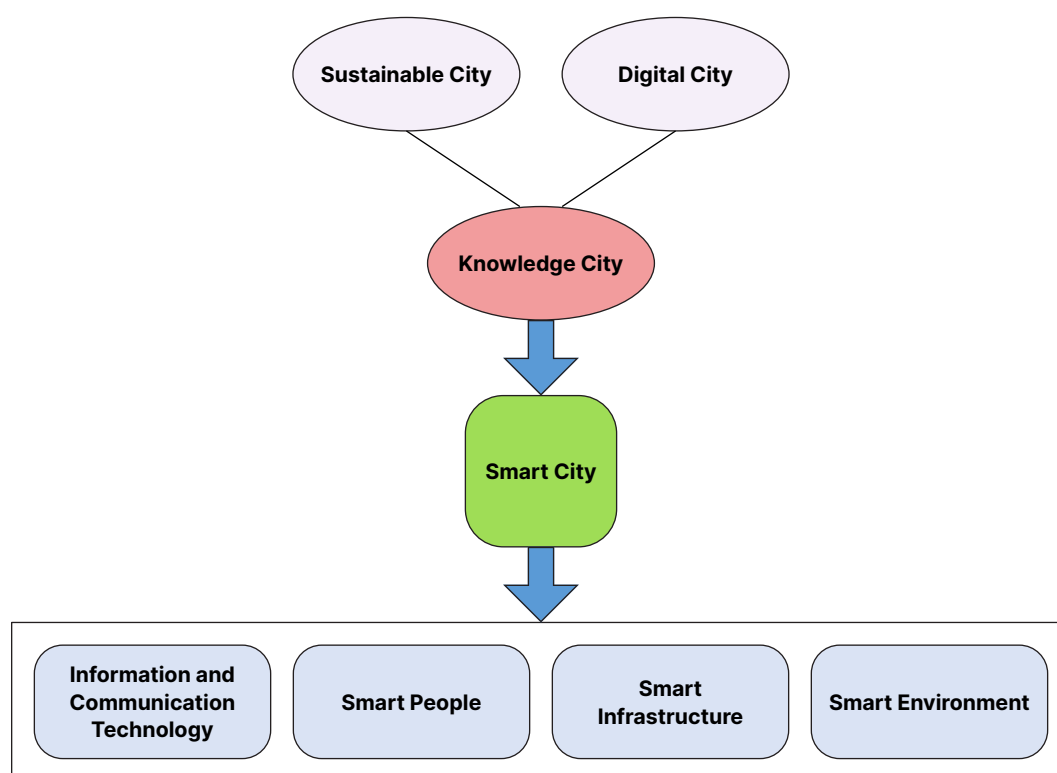 Sustainable City
Digital City
Knowledge City
Smart City
Information and
Communication
Technology
Smart People
Smart
Infrastructure
Smart Environment